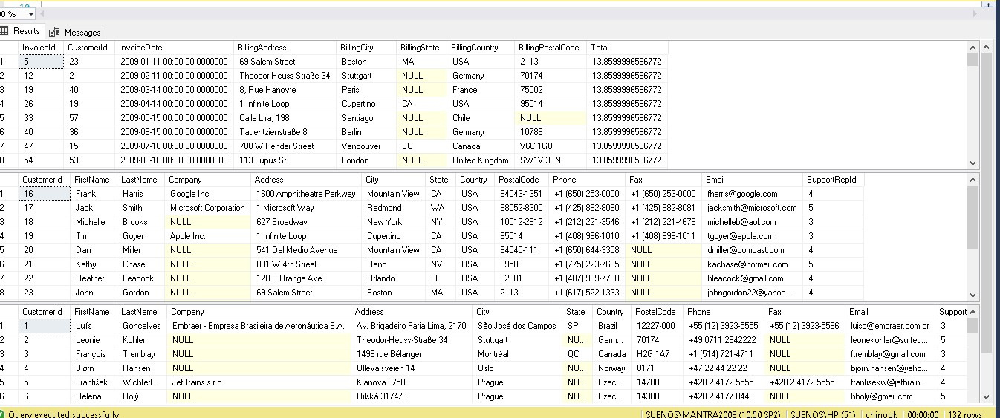 10
00 %
Results Messages
InvoiceId CustomerId InvoiceDate BillingAddress BillingCity BillingState BillingCountry BillingPostalCode Total
1 5 23 2009-01-11 00:00:00.0000000 69 Salem Street Boston MA USA 2113 13.8599996566772
2 12 2 2009-02-11 00:00:00.0000000 Theodor-Heuss-Straße 34 Stuttgart NULL Germany 70174 13.8599996566772
3 19 40 2009-03-14 00:00:00.0000000 8, Rue Hanovre Paris NULL France 75002 13.8599996566772
4 26 19 2009-04-14 00:00:00.0000000 1 Infinite Loop Cupertino CA USA 95014 13.8599996566772
5 33 57 2009-05-15 00:00:00.0000000 Calle Lira, 198 Santiago NULL Chile NULL 13.8599996566772
6 40 36 2009-06-15 00:00:00.0000000 Tauentzienstraße 8 Berlin NULL Germany 10789 13.8599996566772
7 47 15 2009-07-16 00:00:00.0000000 700 W Pender Street Vancouver BC Canada V6C 1G8 13.8599996566772
8 54 53 2009-08-16 00:00:00.0000000 113 Lupus St London NULL United Kingdom SW1V 3EN 13.8599996566772
CustomerId FirstName LastName Company Address City State Country PostalCode Phone Fax Email SupportRepId
1 16 Frank Harris Google Inc. 1600 Amphitheatre Parkway Mountain View CA USA 94043-1351 +1 (650) 253-0000 +1 (650) 253-0000 fharris@google.com 4
2 17 Jack Smith Microsoft Corporation 1 Microsoft Way Redmond WA USA 98052-8300 +1 (425) 882-8080 +1 (425) 882-8081 jacksmith@microsoft.com 5
3 18 Michelle Brooks NULL 627 Broadway New York NY USA 10012-2612 +1 (212) 221-3546 +1 (212) 221-4679 michelleb@aol.com 3
4 19 Tim Goyer Apple Inc. 1 Infinite Loop Cupertino CA USA 95014 +1 (408) 996-1010 +1 (408) 996-1011 tgoyer@apple.com 3
5 20 Dan Miller NULL 541 Del Medio Avenue Mountain View CA USA 94040-111 +1 (650) 644-3358 NULL dmiller@comcast.com 4
6 21 Kathy Chase NULL 801 W 4th Street Reno NV USA 89503 +1 (775) 223-7665 NULL kachase@hotmail.com 5
7 22 Heather Leacock NULL 120 S Orange Ave Orlando FL USA 32801 +1 (407) 999-7788 NULL hleacock@gmail.com 4
8 23 John Gordon NULL 69 Salem Street Boston MA USA 2113 +1 (617) 522-1333 NULL johngordon22@yahoo.... 4
CustomerId FirstName LastName Company Address City State Country PostalCode Phone Fax Email Support
1 1 Luís Gonçalves Embraer - Empresa Brasileira de Aeronáutica S.A. Av. Brigadeiro Faria Lima, 2170 São José dos Campos SP Brazil 12227-000 +55 (12) 3923-5555 +55 (12) 3923-5566 luisg@embraer.com.br 3
2 2 Leonie Köhler NULL Theodor-Heuss-Straße 34 Stuttgart NU... Germ... 70174 +49 0711 2842222 NULL leonekohler@surfeu... 5
3 3 François Tremblay NULL 1498 rue Bélanger Montréal QC Canada H2G 1A7 +1 (514) 721-4711 NULL ftremblay@gmail.com 3
4 4 Bjørn Hansen NULL Ullevålsveien 14 Oslo NU... Norway 0171 +47 22 44 22 22 NULL bjorn.hansen@yaho... 4
5 5 František Wichterl... JetBrains s.r.o. Klanova 9/506 Prague NU... Czec... 14700 +420 2 4172 5555 +420 2 4172 5555 frantisekw@jetbrain... 4
6 6 Helena Holý NULL Rilská 3174/6 Prague NU... Czec... 14300 +420 2 4177 0449 NULL hholy@gmail.com 5
Query executed successfully. SUENOS\MANTRA2008 (10.50 SP2) SUENOS\HP (51) chinook 00:00:00 132 rows